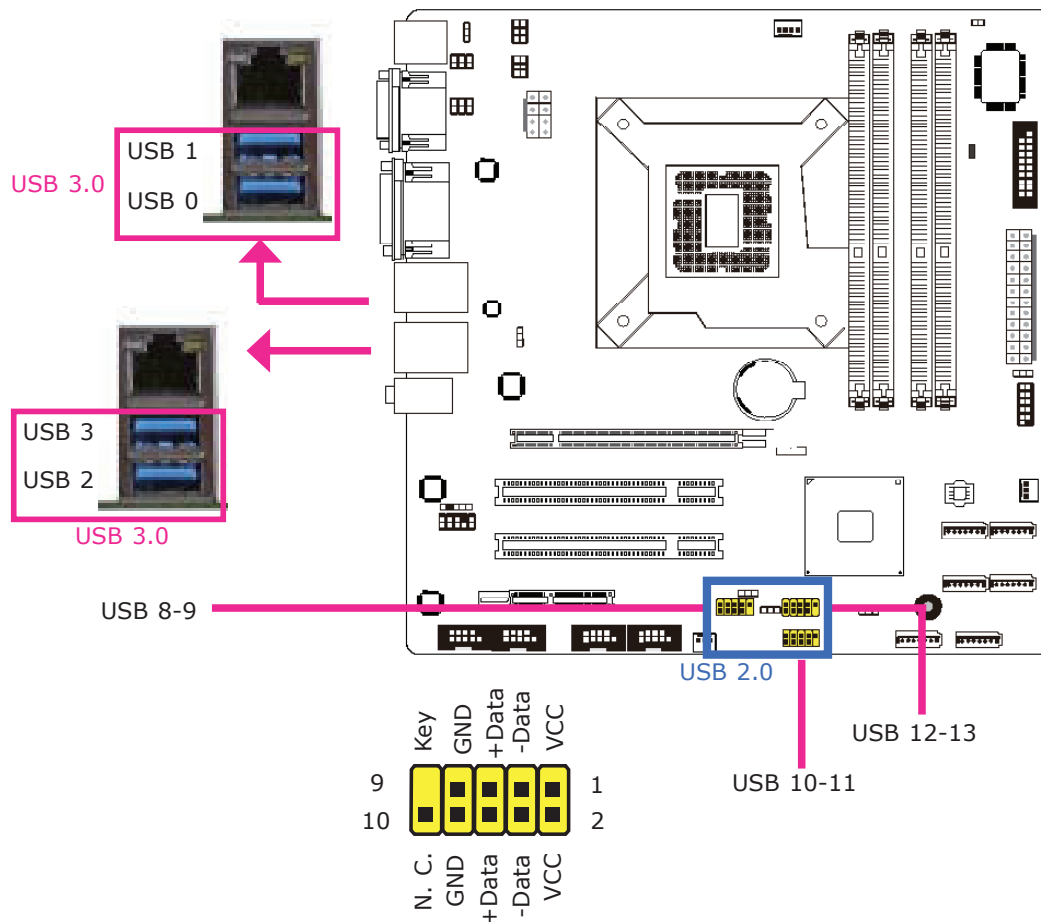 USB 1
USB 3.0
USB 0
USB 3
USB 2
USB 3.0
USB 8-9
USB 2.0
USB 12-13
USB 10-11
Key
GND
+Data
-Data
VCC
9
1
10
2
N. C.
GND
+Data
-Data
VCC